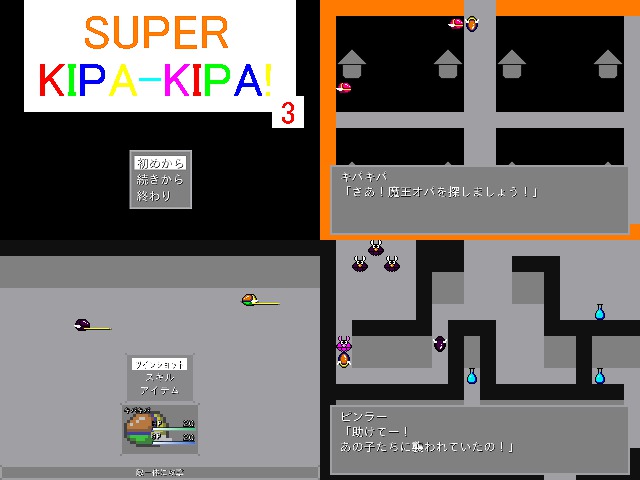 SUPER
KIPA-KIPA!
3
初めから
続きから
終わり
キパキパ
「さあ!魔王オパを探しましょう!」
スキル
アイテム
ピンラー
「助けてー!
あの子たちに襲われていたの!」